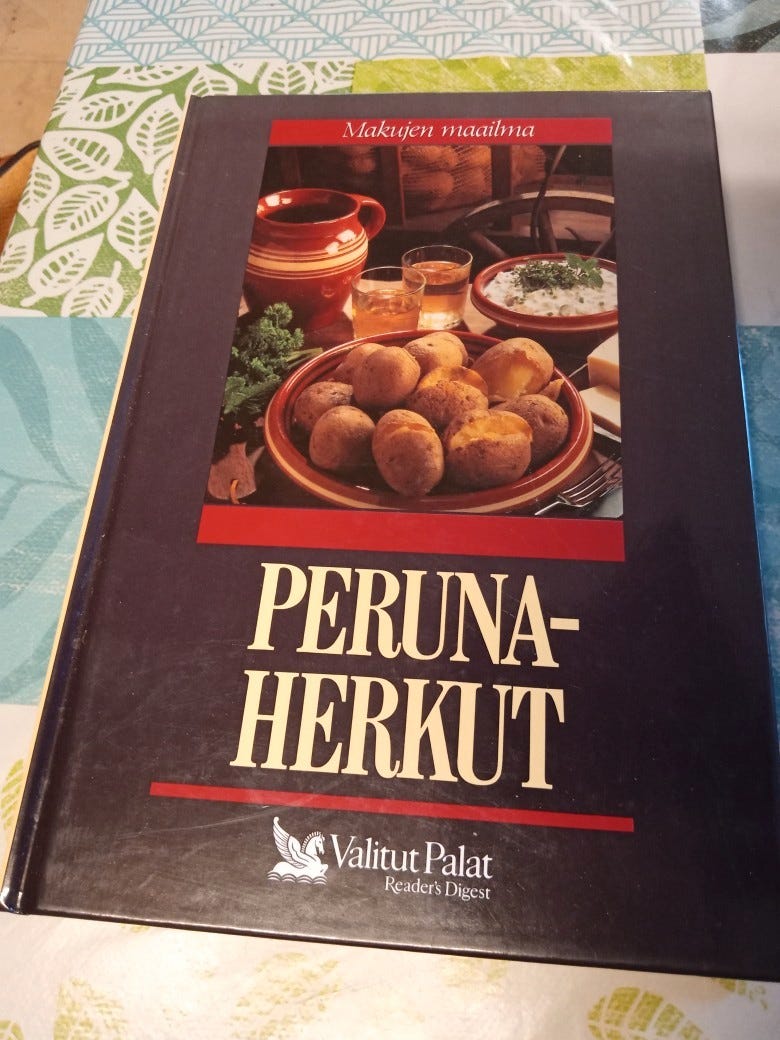 Makujen maailma
PERUNA-
HERKUT
Valitut Palat
Reader's Digest